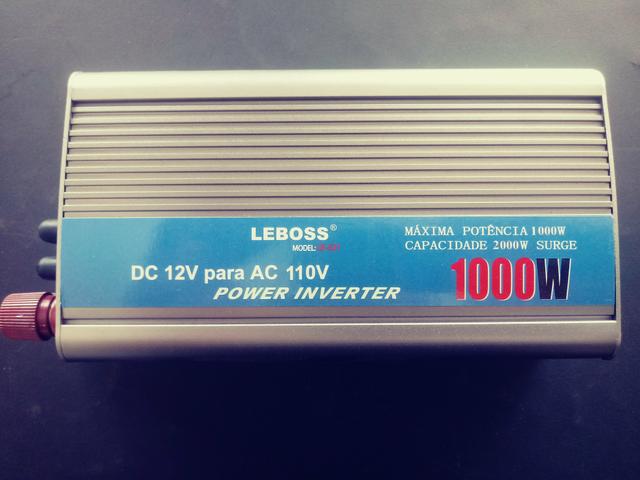 LEBOSS®
MODEL:
DC 12V para AC 110V
POWER INVERTER
MÁXIMA POTÊNCIA 1000W
CAPACIDADE 2000W SURGE
1000W